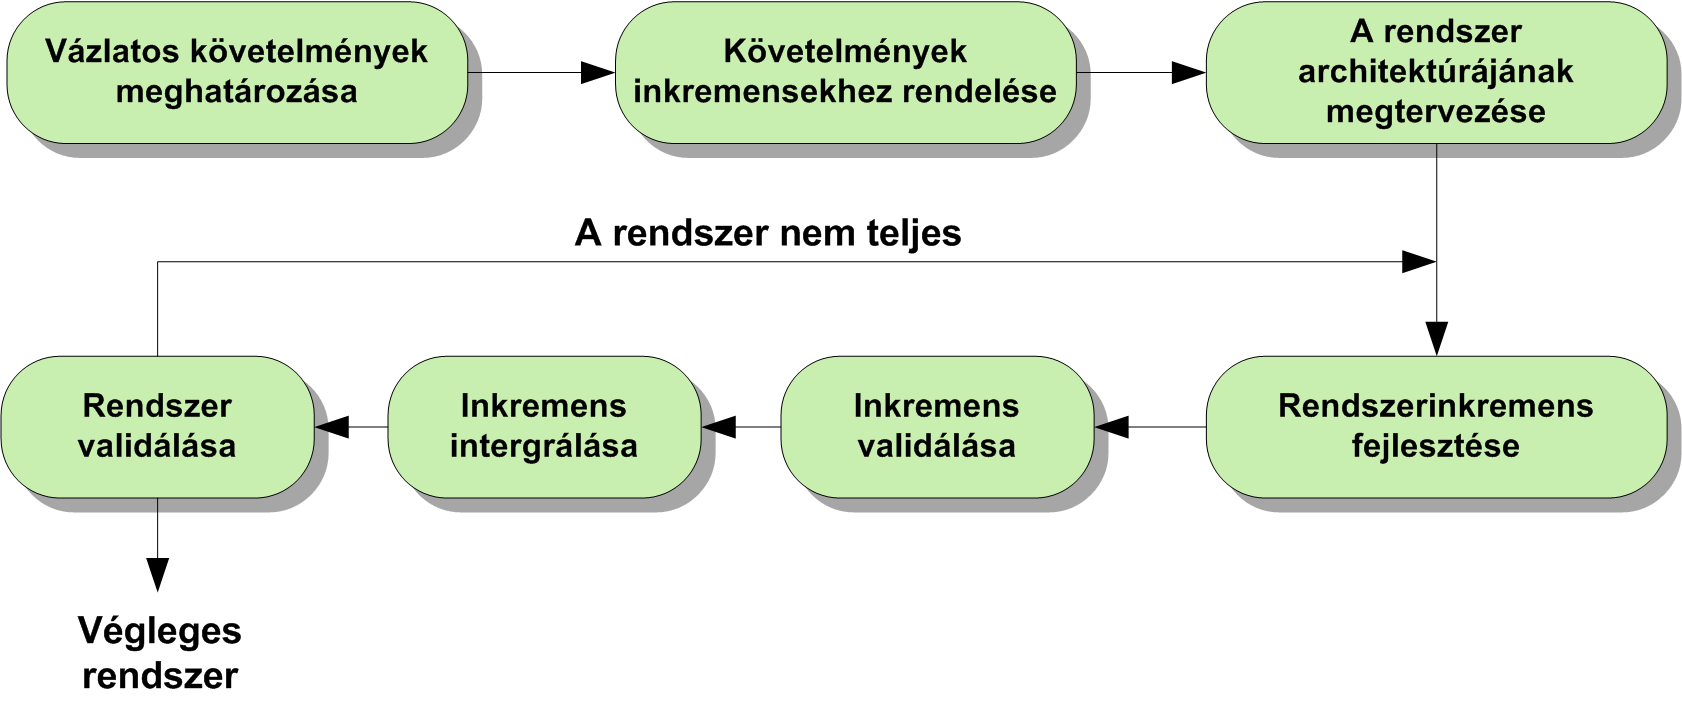 Vázlatos követelmények
meghatározása
Követelmények
inkremensekhez rendelése
A rendszer
architektúrájának
megtervezése
A rendszer nem teljes
Rendszer
validálása
Inkremens
intergrálása
Inkremens
validálása
Rendszerinkremens
fejlesztése
Végleges
rendszer